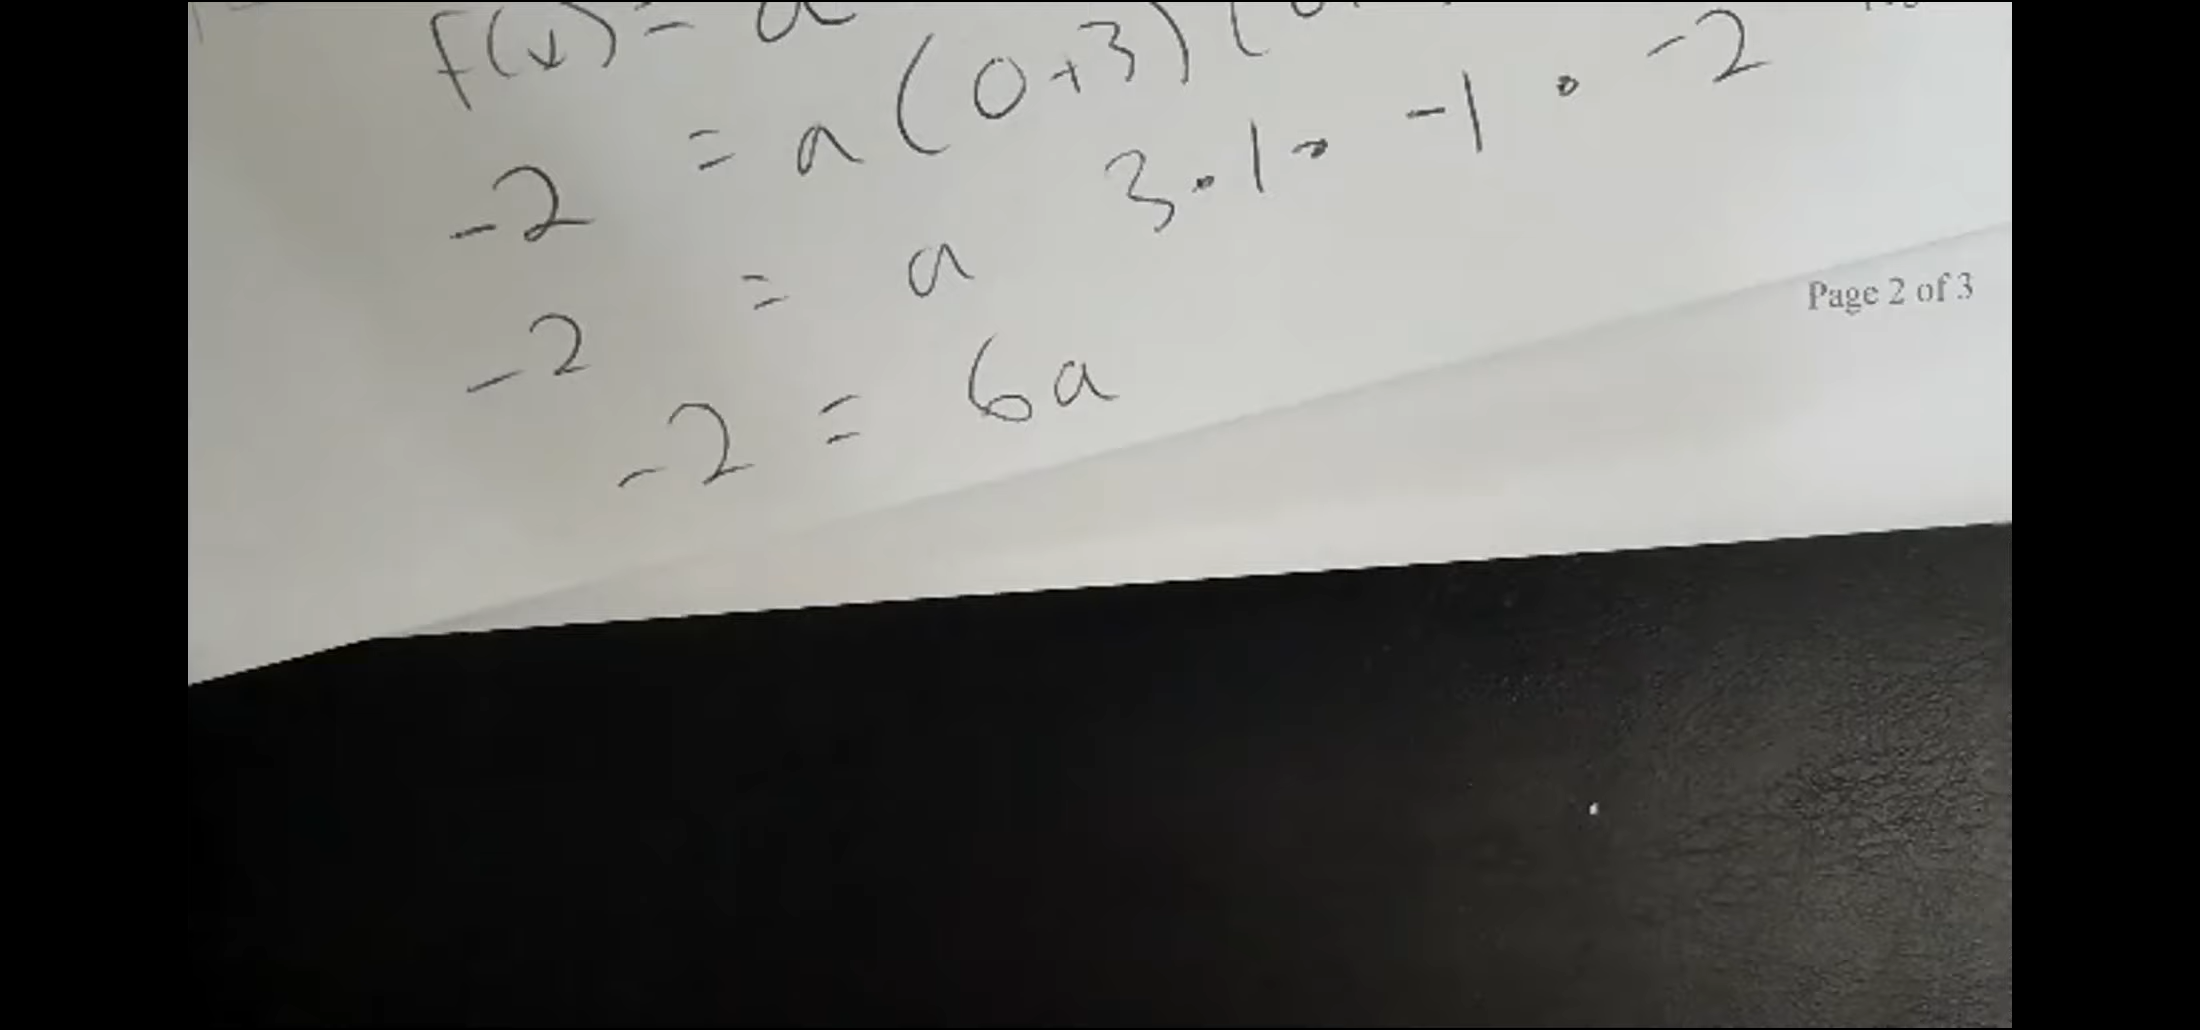 f(x) = a
-2 = a(0+3)(
-2 = a 3·1·-1·-2
-2 = 6a
Page 2 of 3